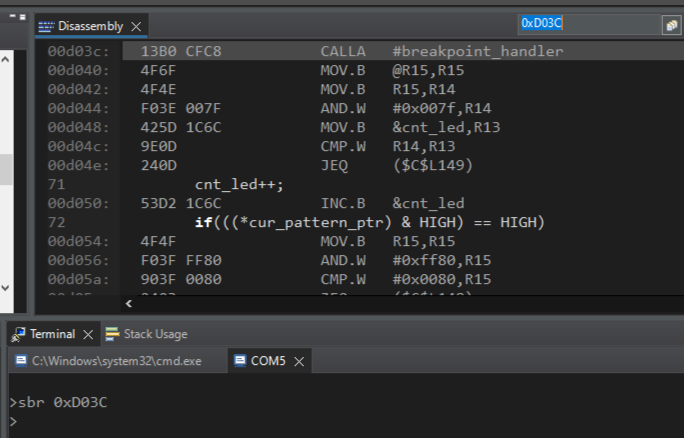 Disassembly
0xD03C
00d03c: 13B0 CFC8 CALLA #breakpoint_handler
00d040: 4F6F MOV.B @R15,R15
00d042: 4F4E MOV.B R15,R14
00d044: F03E 007F AND.W #0x007f,R14
00d048: 425D 1C6C MOV.B &cnt_led,R13
00d04c: 9E0D CMP.W R14,R13
00d04e: 240D JEQ ($C$L149)
71 cnt_led++;
00d050: 53D2 1C6C INC.B &cnt_led
72 if(((*cur_pattern_ptr) & HIGH) == HIGH)
00d054: 4F4F MOV.B R15,R15
00d056: F03F FF80 AND.W #0xff80,R15
00d05a: 903F 0080 CMP.W #0x0080,R15
Terminal Stack Usage
C:\Windows\system32\cmd.exe COM5
>sbr 0xD03C
>